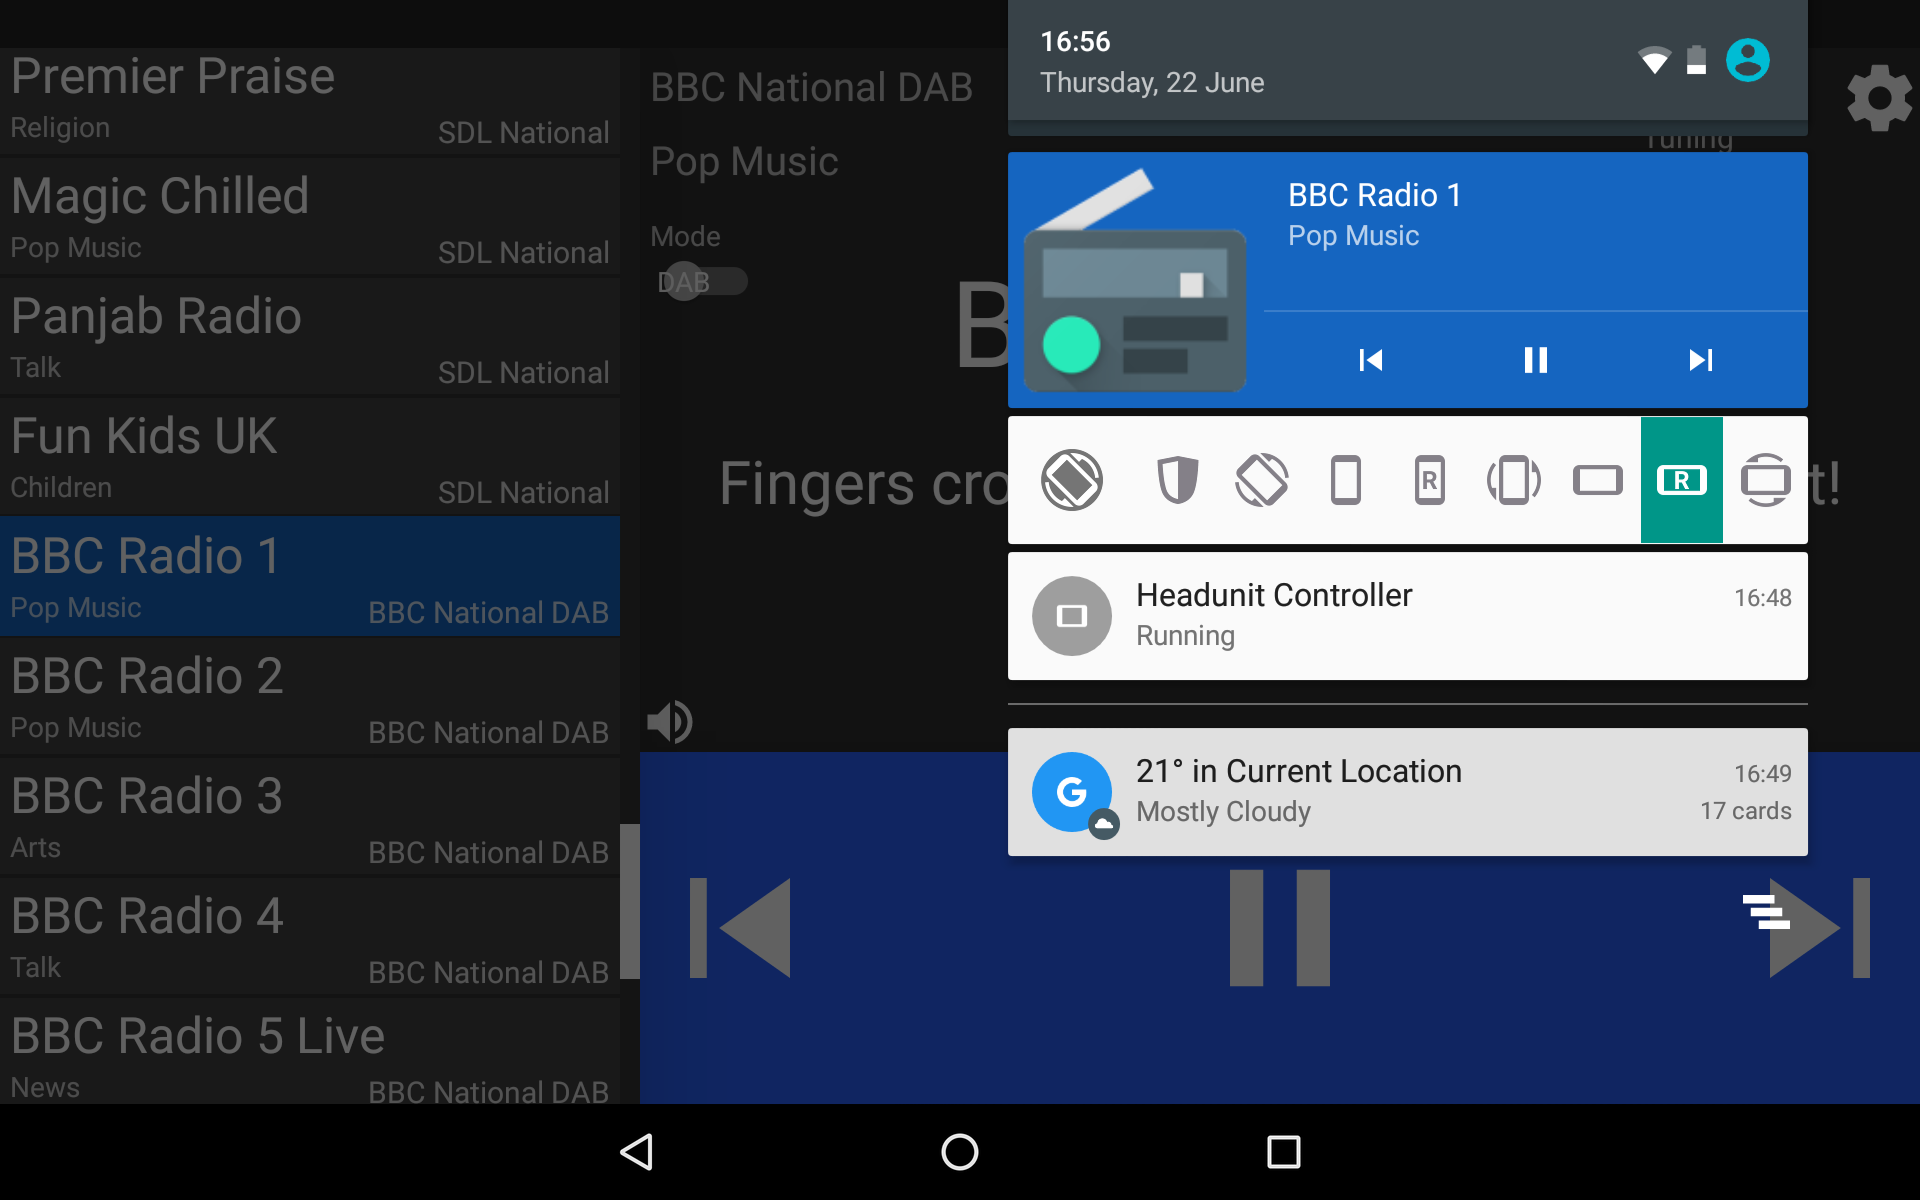 Premier Praise
Religion
SDL National
Magic Chilled
Pop Music
SDL National
Panjab Radio
Talk
SDL National
Fun Kids UK
Children
SDL National
BBC Radio 1
Pop Music
BBC National DAB
BBC Radio 2
Pop Music
BBC National DAB
BBC Radio 3
Arts
BBC National DAB
BBC Radio 4
Talk
BBC National DAB
BBC Radio 5 Live
News
BBC National DAB
BBC National DAB
Pop Music
Mode
DAB
B
Fingers cro
t!
16:56
Thursday, 22 June
Tuning
BBC Radio 1
Pop Music
R
R
Headunit Controller
16:48
Running
G
21° in Current Location
16:49
Mostly Cloudy
17 cards